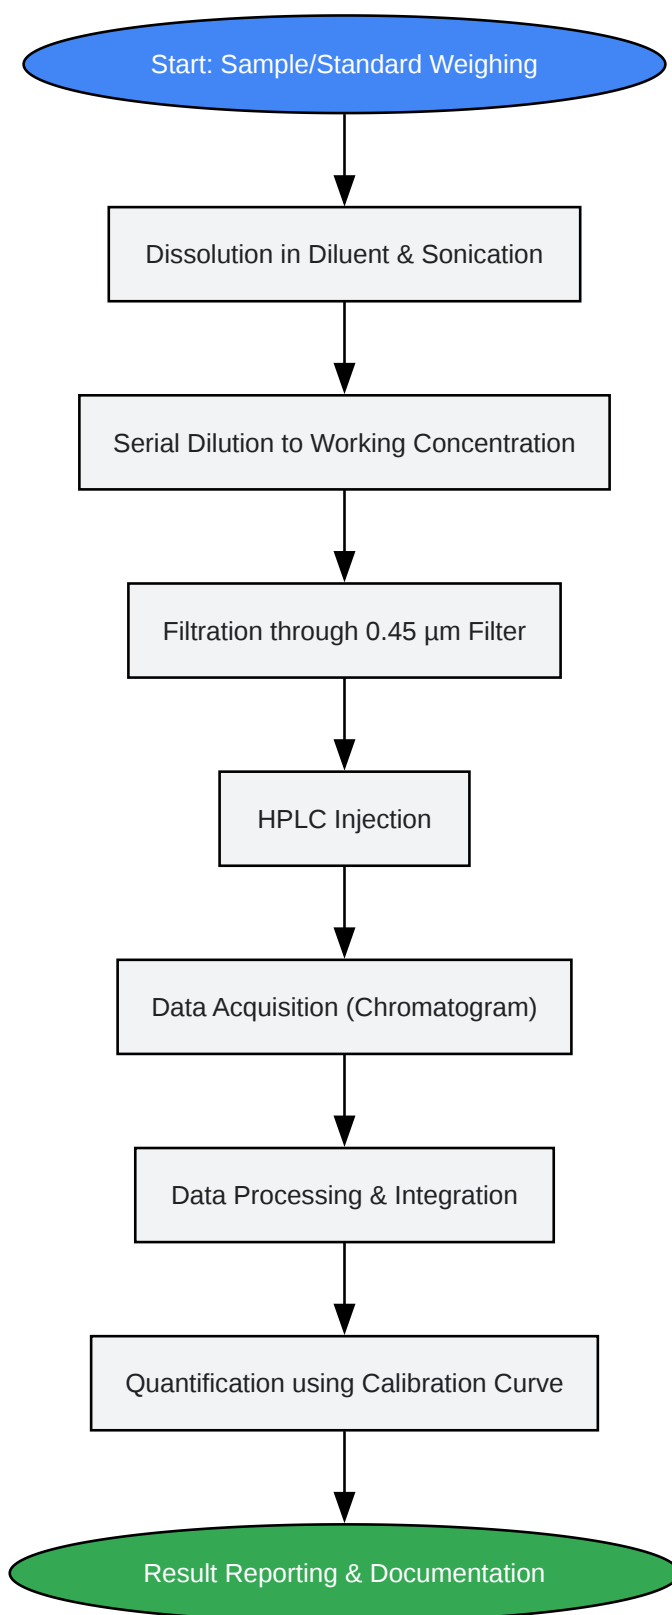 Start: Sample/Standard Weighing
Dissolution in Diluent & Sonication
Serial Dilution to Working Concentration
Filtration through 0.45 µm Filter
HPLC Injection
Data Acquisition (Chromatogram)
Data Processing & Integration
Quantification using Calibration Curve
Result Reporting & Documentation